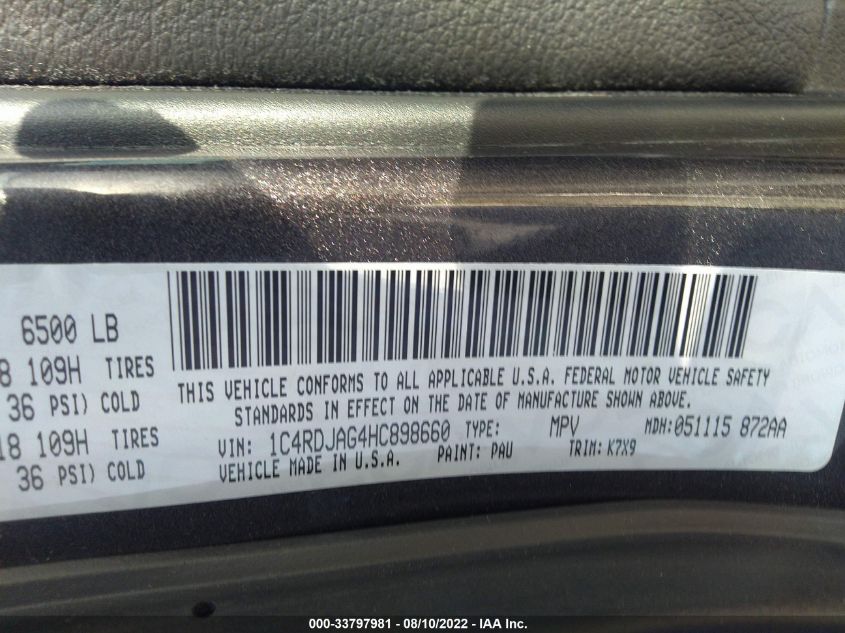 6500 LB
8 109H TIRES
36 PSI) COLD
18 109H TIRES
36 PSI) COLD
THIS VEHICLE CONFORMS TO ALL APPLICABLE U.S.A. FEDERAL MOTOR VEHICLE SAFETY
STANDARDS IN EFFECT ON THE DATE OF MANUFACTURE SHOWN ABOVE.
VIN: 1C4RDJAG4HC898660 TYPE: MPV MDH:051115 872AA
VEHICLE MADE IN U.S.A. PAINT: PAU TRIM: K7X9
000-33797981 - 08/10/2022 - IAA Inc.